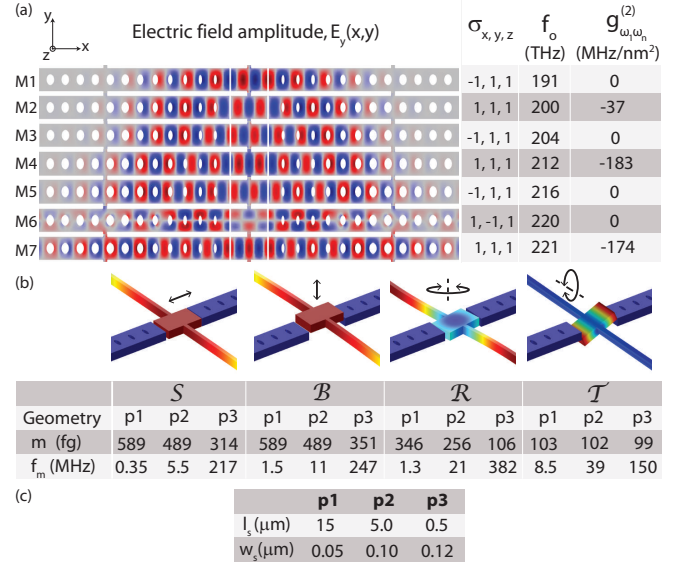 (a)
y
x
z
Electric field amplitude, E_y(x,y)
σ_{x, y, z} f_o (THz) g^{(2)}_{ω_1ω_n} (MHz/nm²)
M1 -1, 1, 1 191 0
M2 1, 1, 1 200 -37
M3 -1, 1, 1 204 0
M4 1, 1, 1 212 -183
M5 -1, 1, 1 216 0
M6 1, -1, 1 220 0
M7 1, 1, 1 221 -174
(b)
S B R T
Geometry p1 p2 p3 p1 p2 p3 p1 p2 p3 p1 p2 p3
m (fg) 589 489 314 589 489 351 346 256 106 103 102 99
f_m (MHz) 0.35 5.5 217 1.5 11 247 1.3 21 382 8.5 39 150
(c)
p1 p2 p3
l_s (μm) 15 5.0 0.5
w_s (μm) 0.05 0.10 0.12